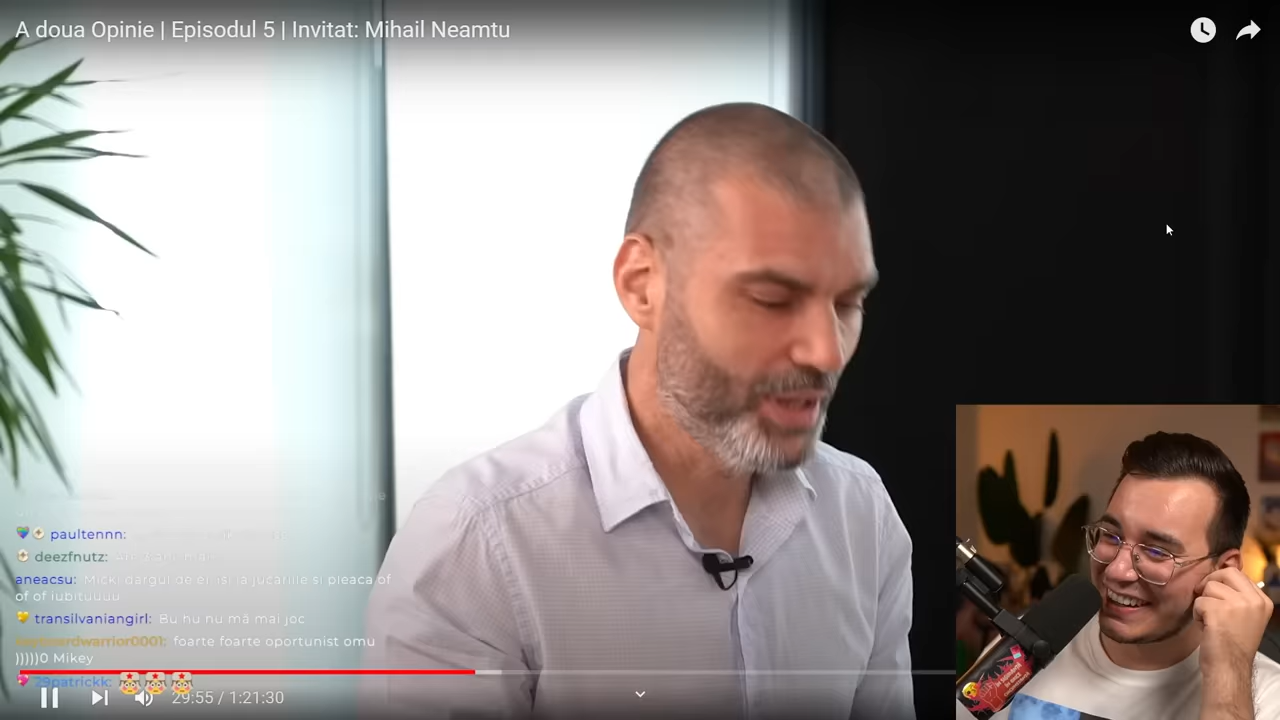 A doua Opinie | Episodul 5 | Invitat: Mihail Neamtu
paultennn:
deezfnutz:
aneacsu: Micki dargul de el isi ia jucariile si pleaca of
of of iubituuuu
transilvaniangirl: Bu hu nu mă mai joc
foarte foarte oportunist omu
)))))0 Mikey
29patrickk:
29:55 / 1:21:30